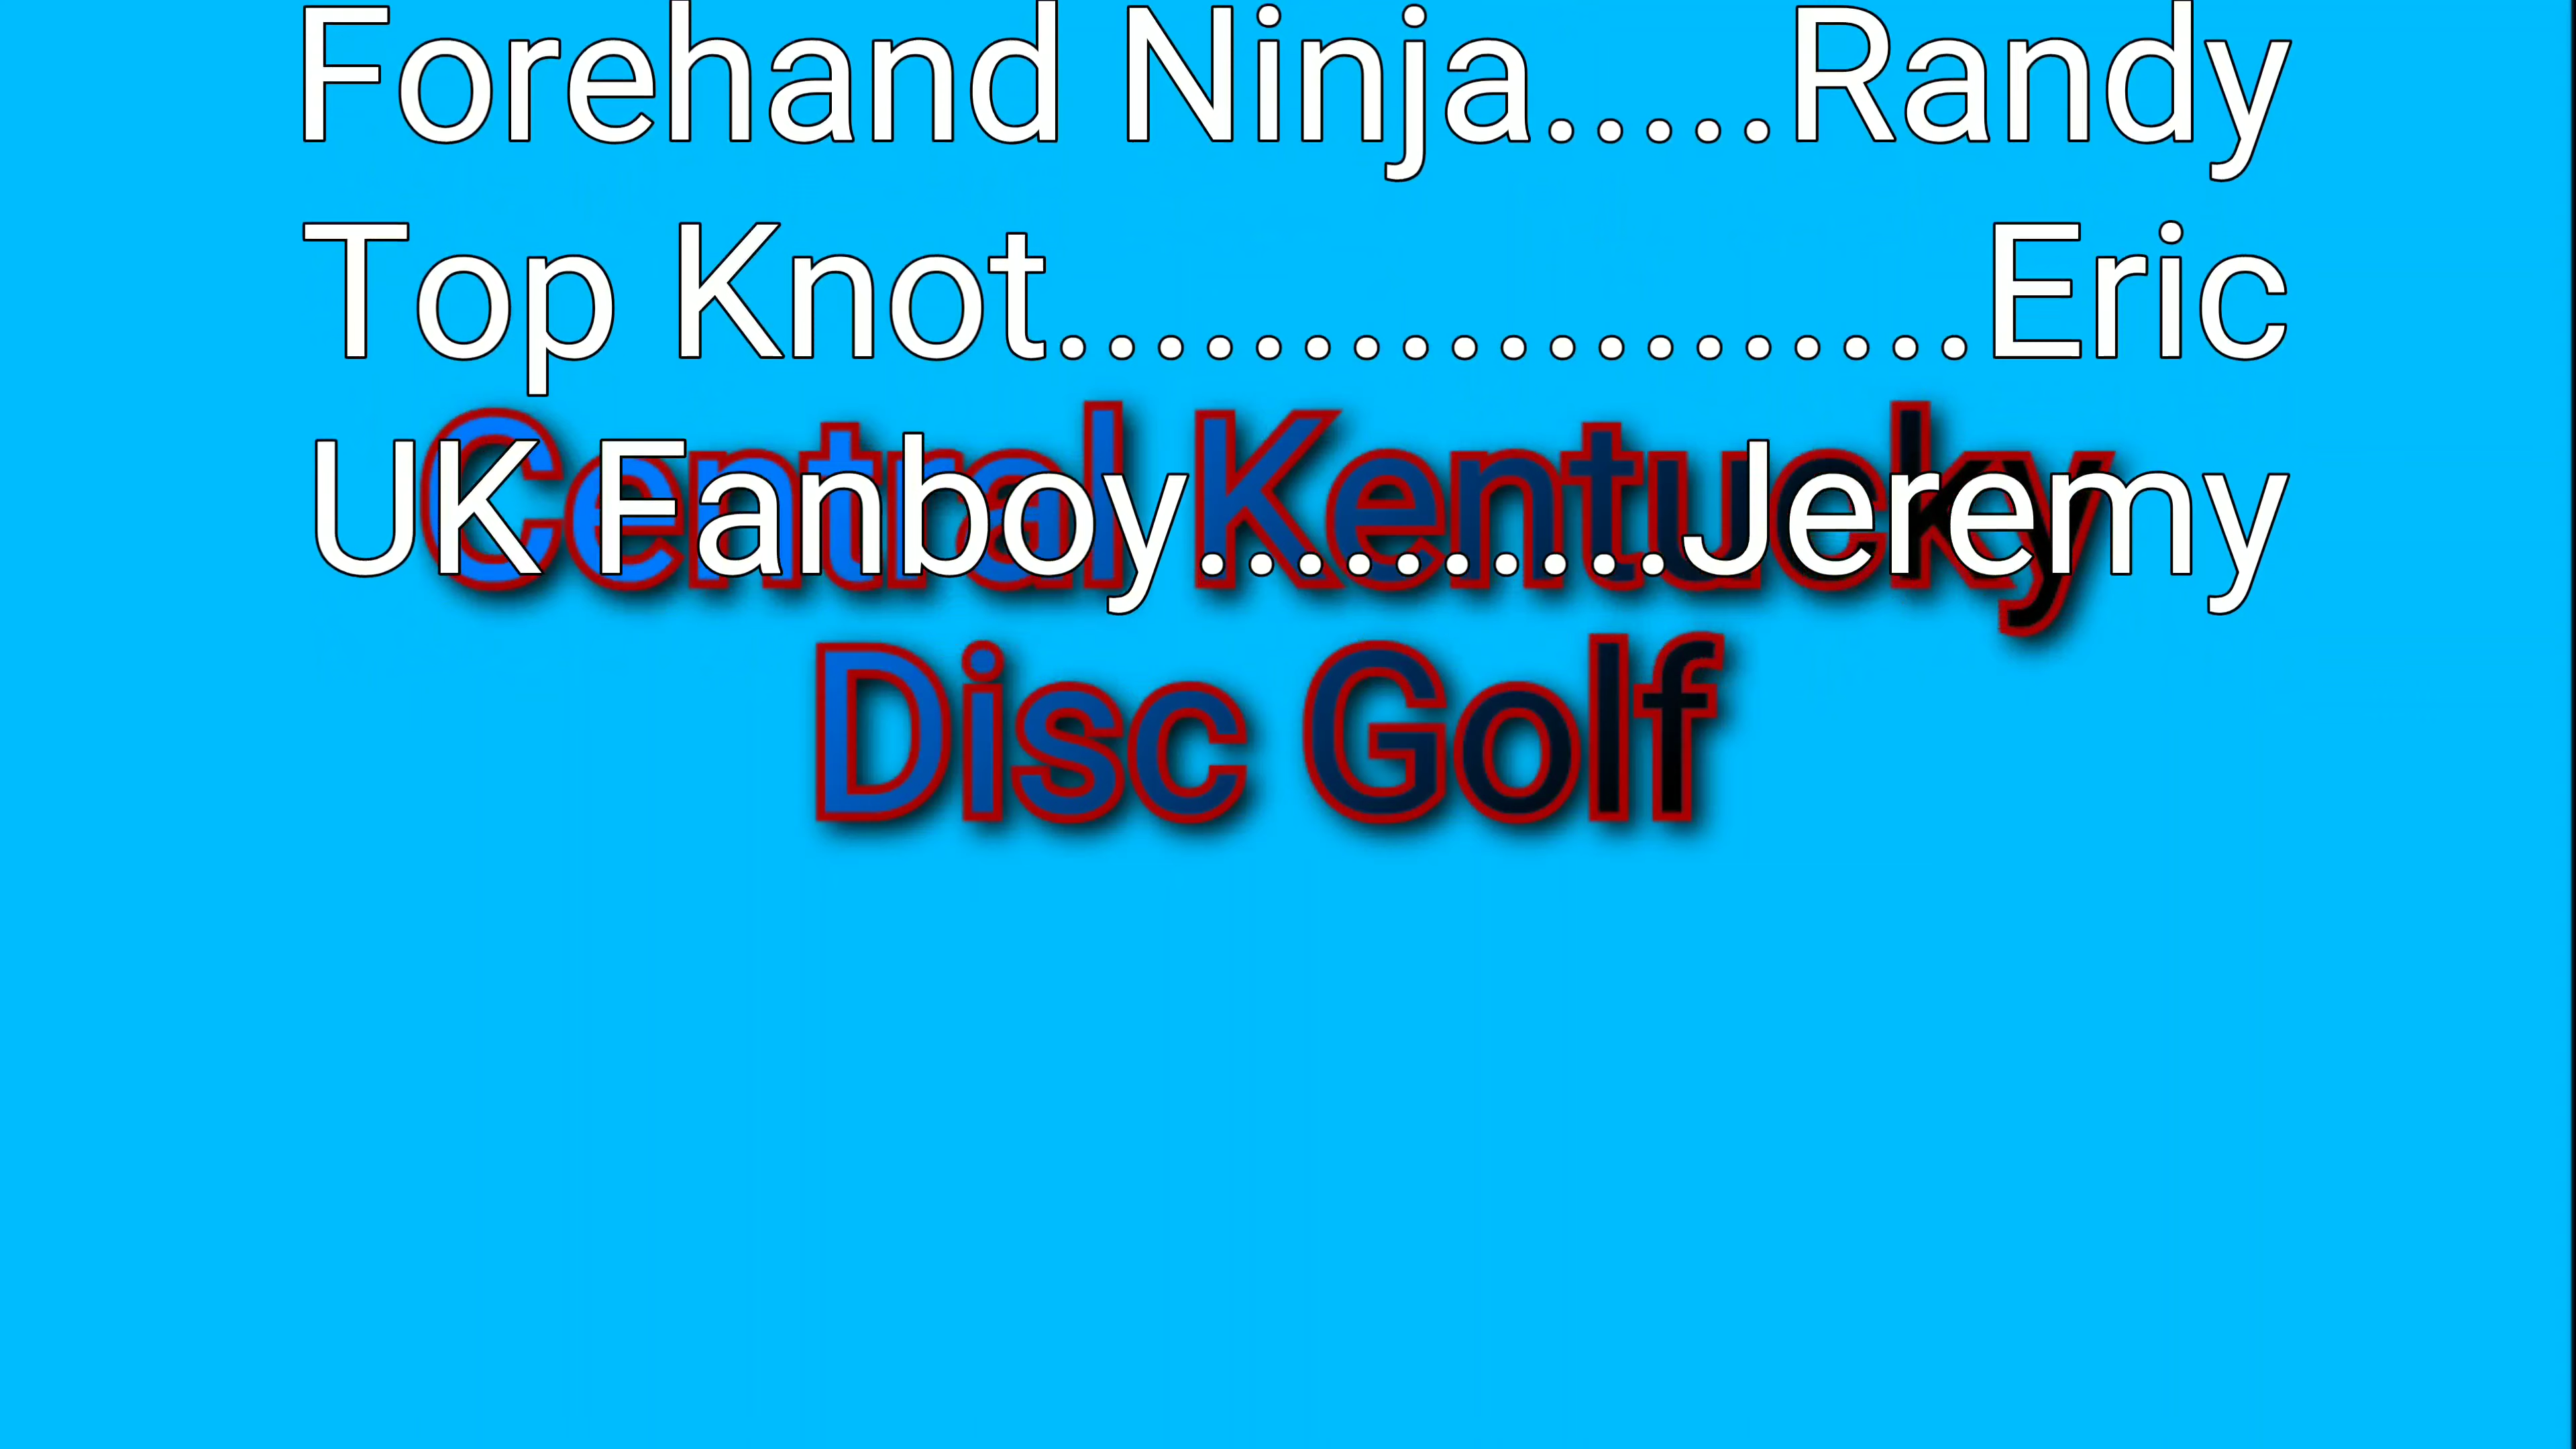 Forehand Ninja.....Randy
Top Knot...................Eric
UK Fanboy..........Jeremy
Central Kentucky
Disc Golf